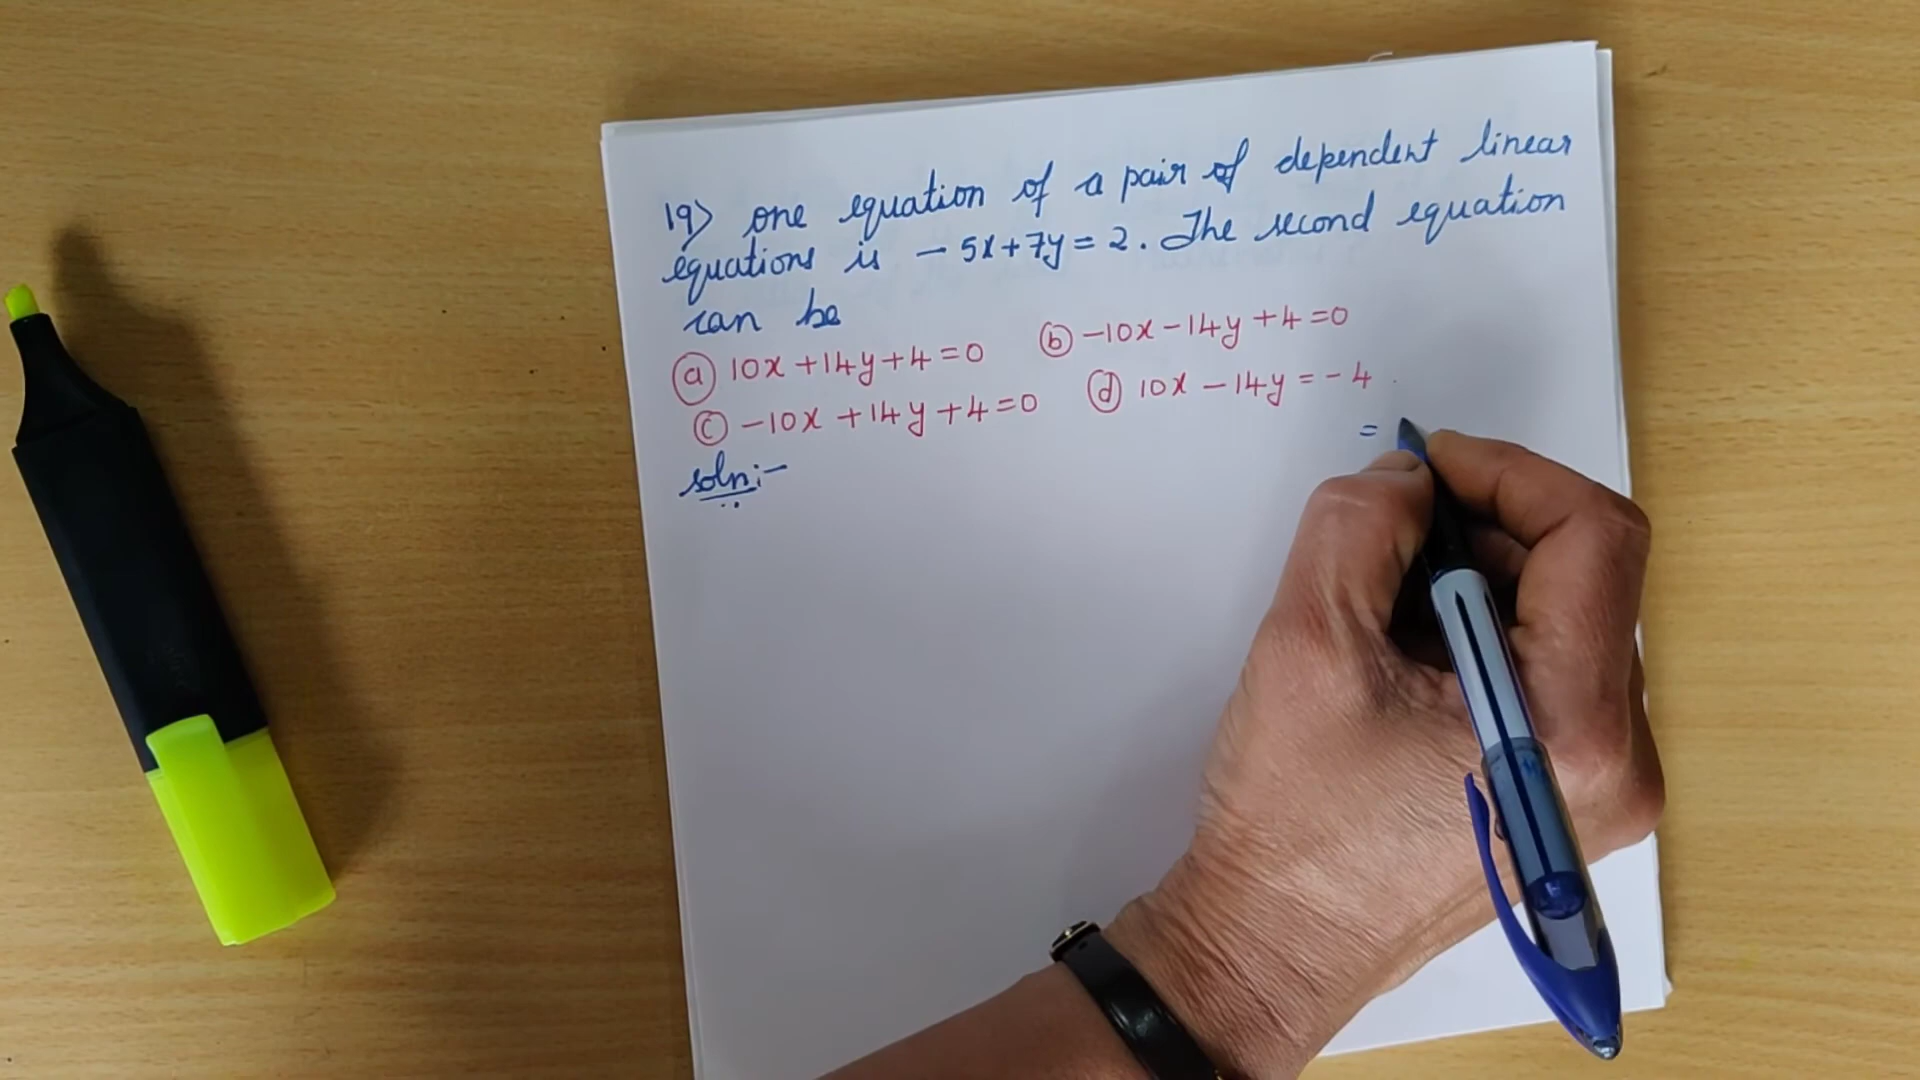 19) one equation of a pair of dependent linear
equations is - 5x+7y= 2. The second equation
can be
(a) 10x +14y+4=0 (b) -10x-14y+4=0
(c) -10x +14y+4=0 (d) 10x -14y=-4
=
soln:-